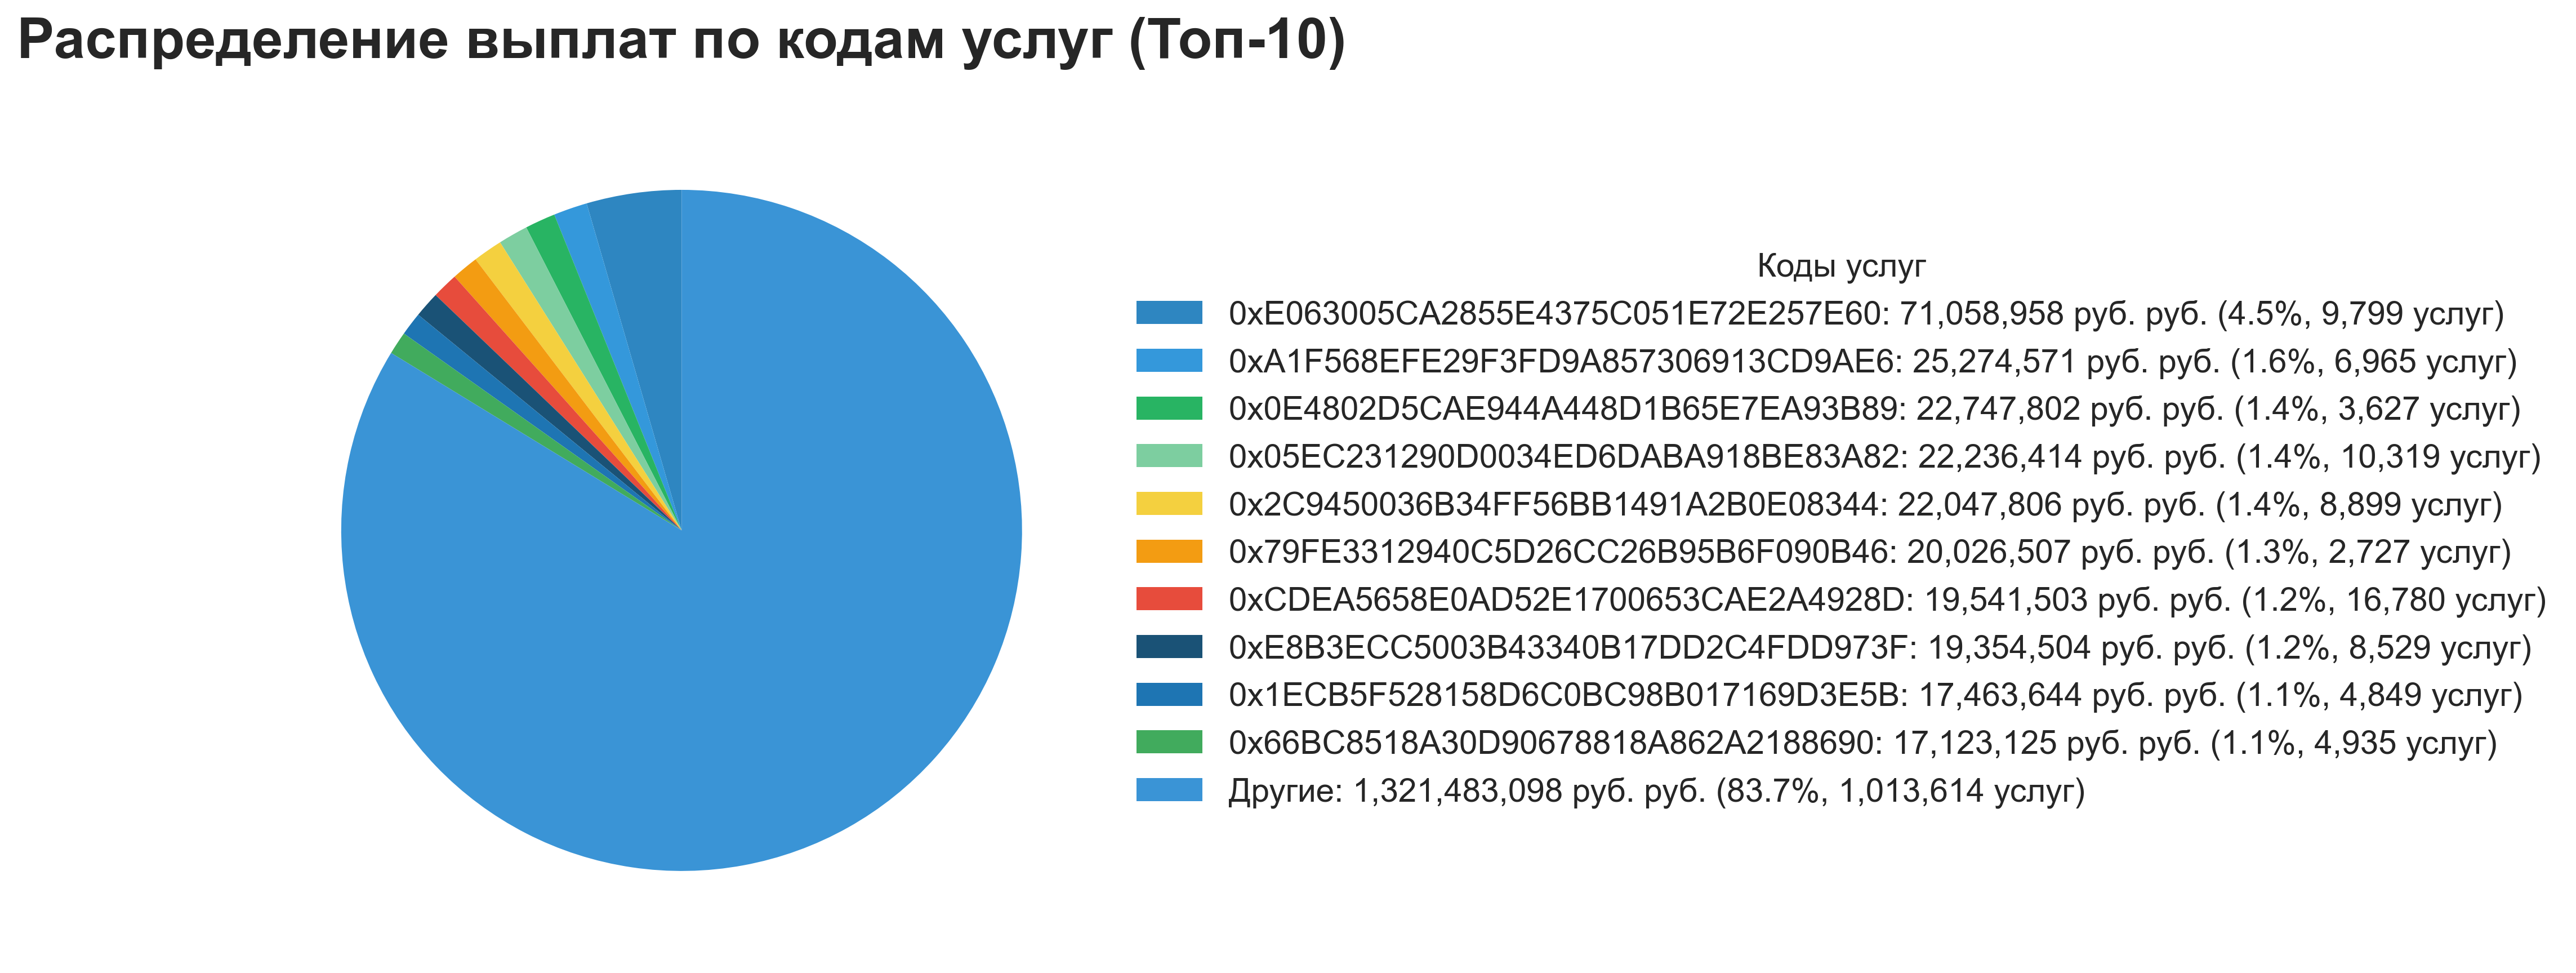 Распределение выплат по кодам услуг (Топ-10)
Коды услуг
0xE063005CA2855E4375C051E72E257E60: 71,058,958 руб. руб. (4.5%, 9,799 услуг)
0xA1F568EFE29F3FD9A857306913CD9AE6: 25,274,571 руб. руб. (1.6%, 6,965 услуг)
0x0E4802D5CAE944A448D1B65E7EA93B89: 22,747,802 руб. руб. (1.4%, 3,627 услуг)
0x05EC231290D0034ED6DABA918BE83A82: 22,236,414 руб. руб. (1.4%, 10,319 услуг)
0x2C9450036B34FF56BB1491A2B0E08344: 22,047,806 руб. руб. (1.4%, 8,899 услуг)
0x79FE3312940C5D26CC26B95B6F090B46: 20,026,507 руб. руб. (1.3%, 2,727 услуг)
0xCDEA5658E0AD52E1700653CAE2A4928D: 19,541,503 руб. руб. (1.2%, 16,780 услуг)
0xE8B3ECC5003B43340B17DD2C4FDD973F: 19,354,504 руб. руб. (1.2%, 8,529 услуг)
0x1ECB5F528158D6C0BC98B017169D3E5B: 17,463,644 руб. руб. (1.1%, 4,849 услуг)
0x66BC8518A30D90678818A862A2188690: 17,123,125 руб. руб. (1.1%, 4,935 услуг)
Другие: 1,321,483,098 руб. руб. (83.7%, 1,013,614 услуг)